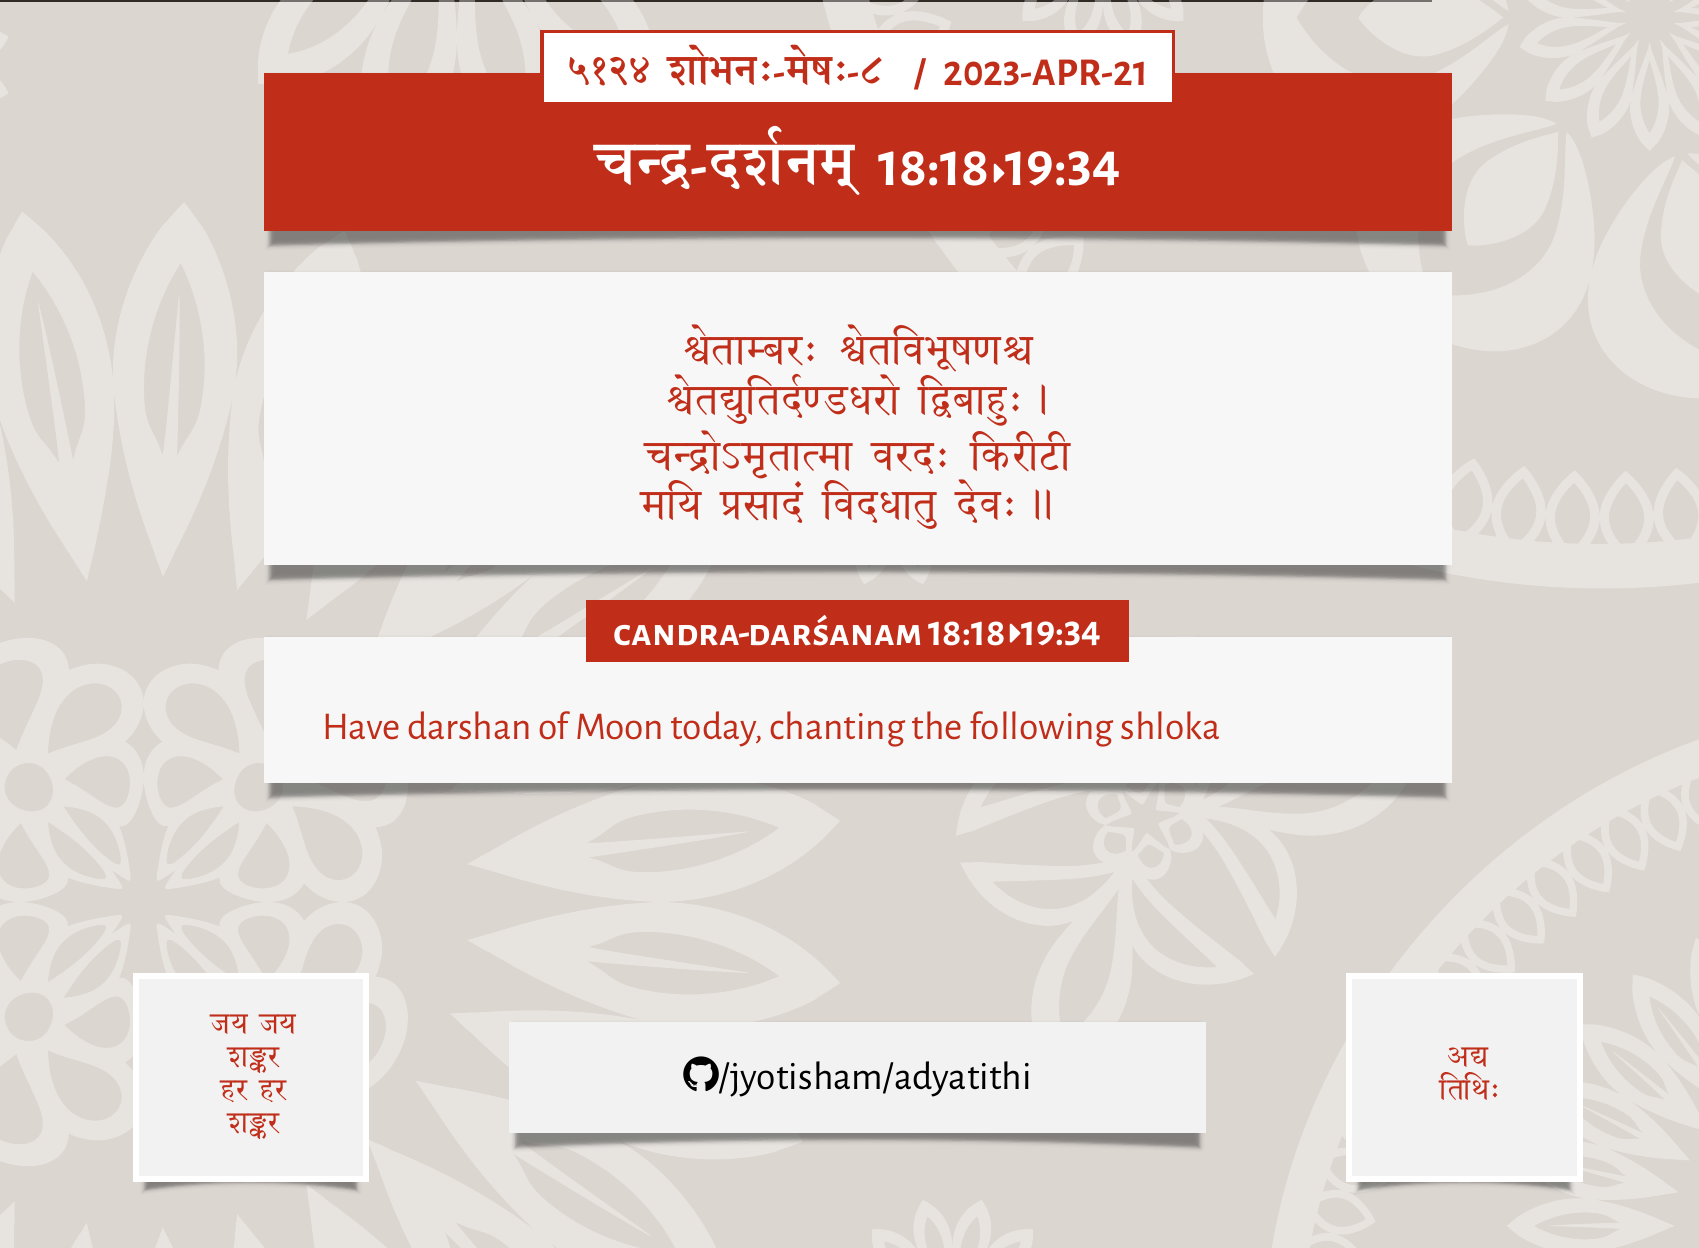 ५१२४ शोभनः-मेषः-८ / 2023-APR-21
चन्द्र-दर्शनम् 18:18▸19:34
श्वेताम्बरः श्वेतविभूषणश्च
श्वेतद्युतिर्दण्डधरो द्विबाहुः ।
चन्द्रोऽमृतात्मा वरदः किरीटी
मयि प्रसादं विदधातु देवः ॥
CANDRA-DARŚANAM 18:18▸19:34
Have darshan of Moon today, chanting the following shloka
जय जय
शङ्कर
हर हर
शङ्कर
/jyotisham/adyatithi
अद्य
तिथिः